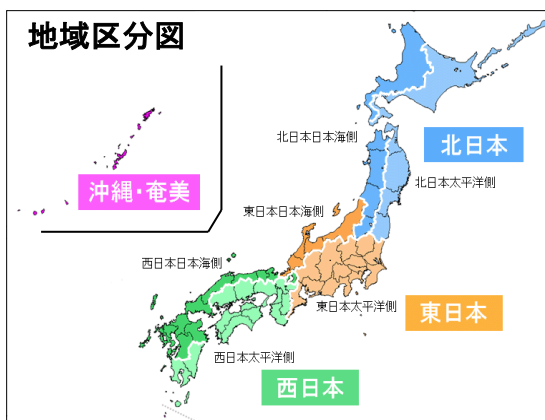 地域区分図
北日本日本海側
北日本
沖縄・奄美
北日本太平洋側
東日本日本海側
西日本日本海側
東日本太平洋側
東日本
西日本太平洋側
西日本